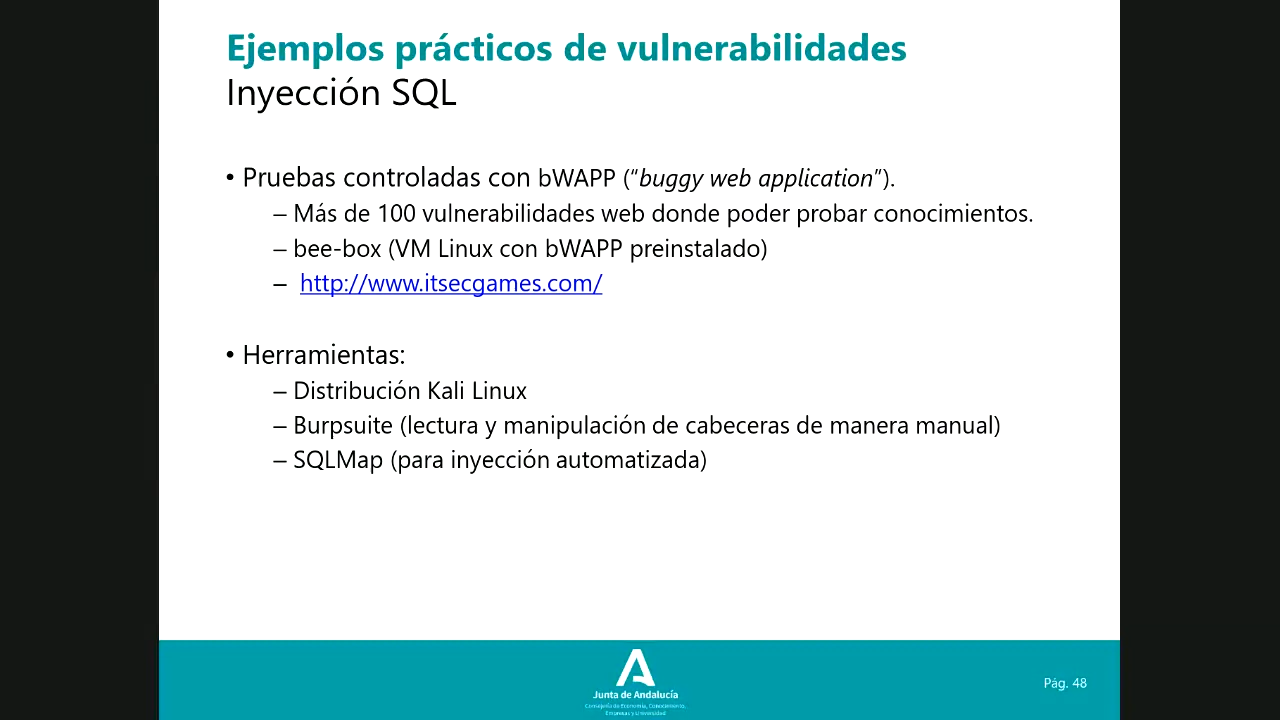 Ejemplos prácticos de vulnerabilidades
Inyección SQL
• Pruebas controladas con bWAPP (“buggy web application”).
– Más de 100 vulnerabilidades web donde poder probar conocimientos.
– bee-box (VM Linux con bWAPP preinstalado)
– http://www.itsecgames.com/
• Herramientas:
– Distribución Kali Linux
– Burpsuite (lectura y manipulación de cabeceras de manera manual)
– SQLMap (para inyección automatizada)
Junta de Andalucía
Consejería de Economía, Conocimiento,
Empresas y Universidad
Pág. 48